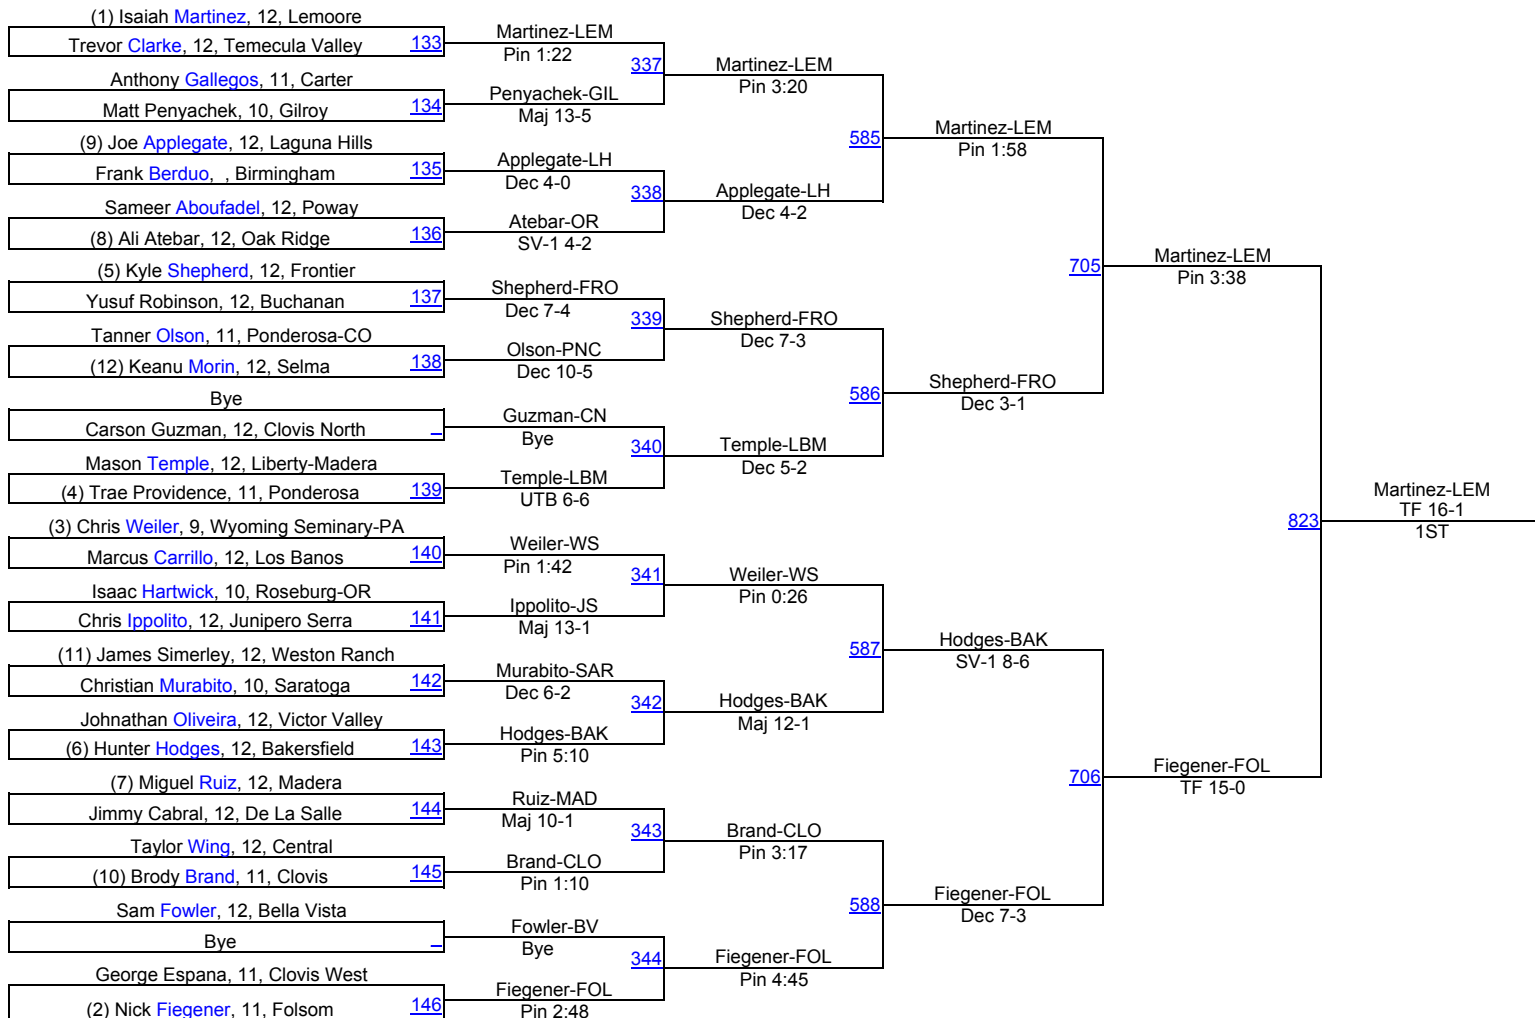 (1) Isaiah Martinez, 12, Lemoore
Trevor Clarke, 12, Temecula Valley
133
Anthony Gallegos, 11, Carter
Matt Penyachek, 10, Gilroy
134
(9) Joe Applegate, 12, Laguna Hills
Frank Berduo, , Birmingham
135
Sameer Aboufadel, 12, Poway
(8) Ali Atebar, 12, Oak Ridge
136
(5) Kyle Shepherd, 12, Frontier
Yusuf Robinson, 12, Buchanan
137
Tanner Olson, 11, Ponderosa-CO
(12) Keanu Morin, 12, Selma
138
Bye
Carson Guzman, 12, Clovis North
_
Mason Temple, 12, Liberty-Madera
(4) Trae Providence, 11, Ponderosa
139
(3) Chris Weiler, 9, Wyoming Seminary-PA
Marcus Carrillo, 12, Los Banos
140
Isaac Hartwick, 10, Roseburg-OR
Chris Ippolito, 12, Junipero Serra
141
(11) James Simerley, 12, Weston Ranch
Christian Murabito, 10, Saratoga
142
Johnathan Oliveira, 12, Victor Valley
(6) Hunter Hodges, 12, Bakersfield
143
(7) Miguel Ruiz, 12, Madera
Jimmy Cabral, 12, De La Salle
144
Taylor Wing, 12, Central
(10) Brody Brand, 11, Clovis
145
Sam Fowler, 12, Bella Vista
Bye
_
George Espana, 11, Clovis West
(2) Nick Fiegener, 11, Folsom
146
Martinez-LEM
Pin 1:22
337
Penyachek-GIL
Maj 13-5
Applegate-LH
Dec 4-0
338
Atebar-OR
SV-1 4-2
Shepherd-FRO
Dec 7-4
339
Olson-PNC
Dec 10-5
Guzman-CN
Bye
340
Temple-LBM
UTB 6-6
Weiler-WS
Pin 1:42
341
Ippolito-JS
Maj 13-1
Murabito-SAR
Dec 6-2
342
Hodges-BAK
Pin 5:10
Ruiz-MAD
Maj 10-1
343
Brand-CLO
Pin 1:10
Fowler-BV
Bye
344
Fiegener-FOL
Pin 2:48
Martinez-LEM
Pin 3:20
585
Applegate-LH
Dec 4-2
Shepherd-FRO
Dec 7-3
586
Temple-LBM
Dec 5-2
Weiler-WS
Pin 0:26
587
Hodges-BAK
Maj 12-1
Brand-CLO
Pin 3:17
588
Fiegener-FOL
Pin 4:45
Martinez-LEM
Pin 1:58
705
Shepherd-FRO
Dec 3-1
Hodges-BAK
SV-1 8-6
706
Fiegener-FOL
Dec 7-3
Martinez-LEM
Pin 3:38
823
Fiegener-FOL
TF 15-0
Martinez-LEM
TF 16-1
1ST